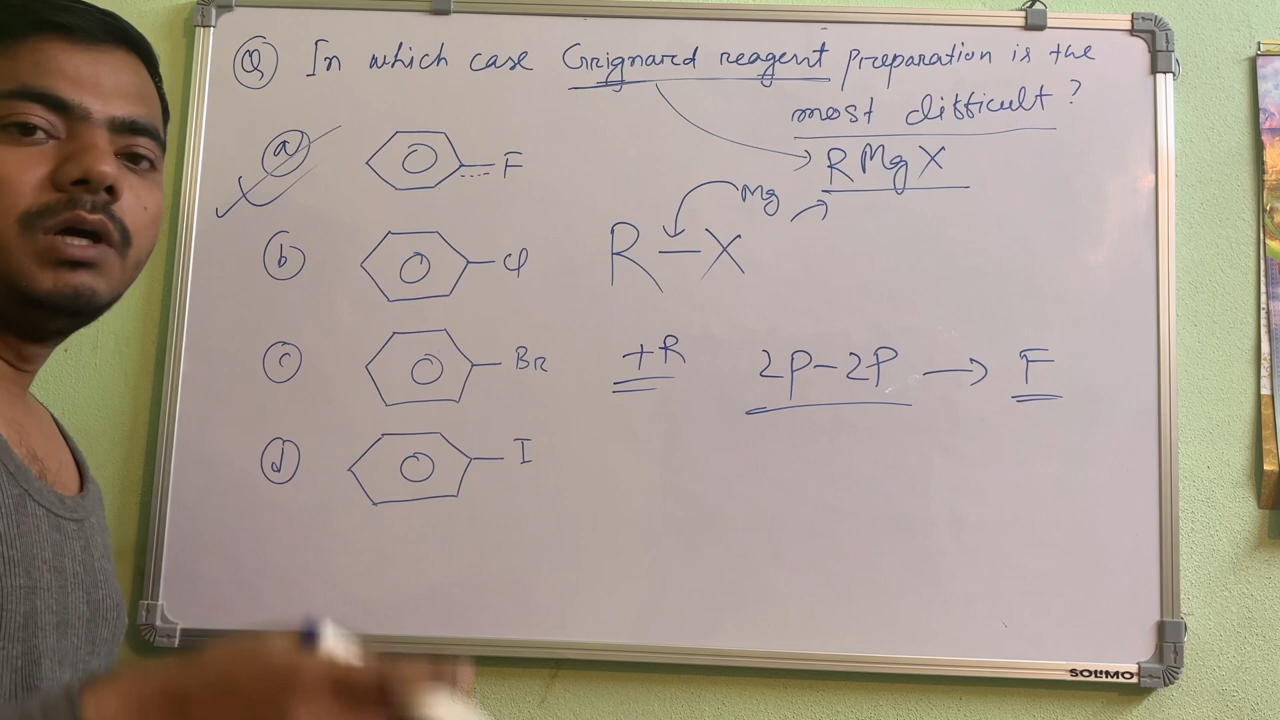 Q In which case Grignard reagent preparation is the
most difficult?
a F
RMgX
Mg
R-X
b Cl
c Br
+R 2P-2P → F
d I
SOLIMO